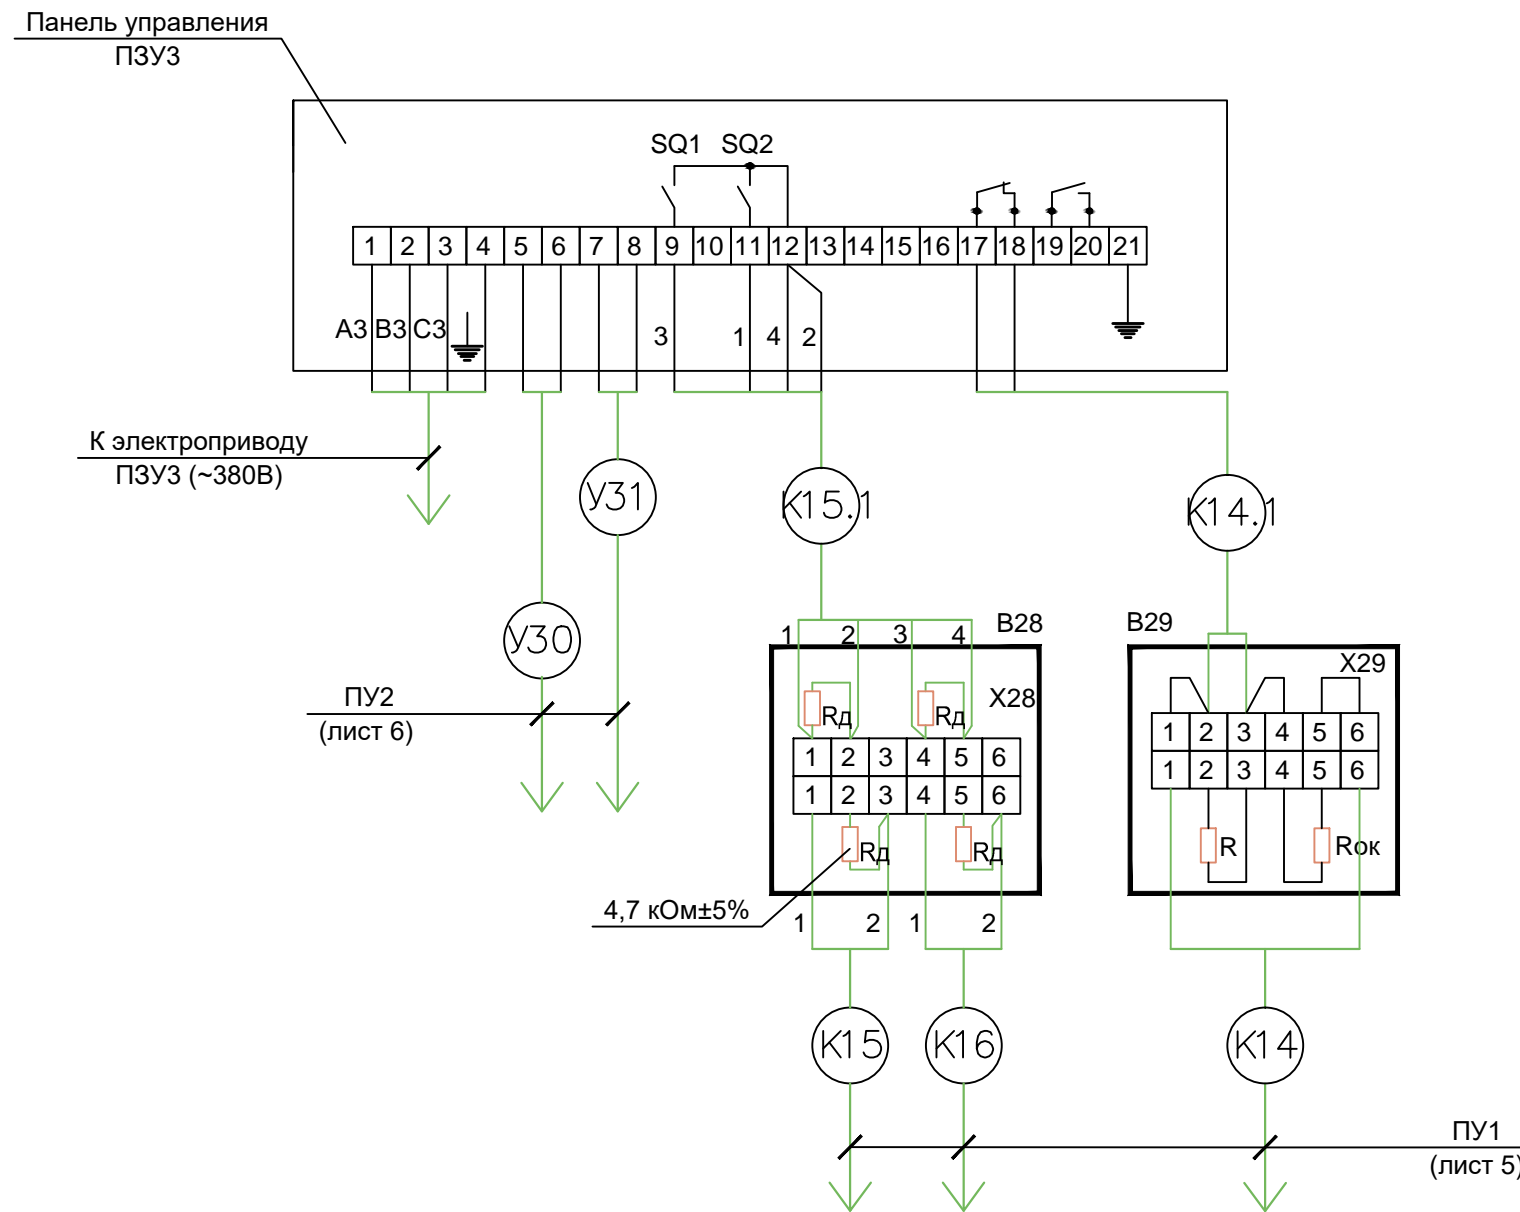 Панель управления
ПЗУ3
SQ1 SQ2
1 2 3 4 5 6 7 8 9 10 11 12 13 14 15 16 17 18 19 20 21
А3 В3 С3
3 1 4 2
К электроприводу
ПЗУ3 (~380В)
У31
К15.1
К14.1
У30
1 2 3 4
В28
В29
Х28
Х29
Rд Rд
1 2 3 4 5 6
1 2 3 4 5 6
1 2 3 4 5 6
1 2 3 4 5 6
Rд Rд
R Rок
ПУ2
(лист 6)
4,7 кОм±5%
1 2 1 2
К15 К16 К14
ПУ1
(лист 5)